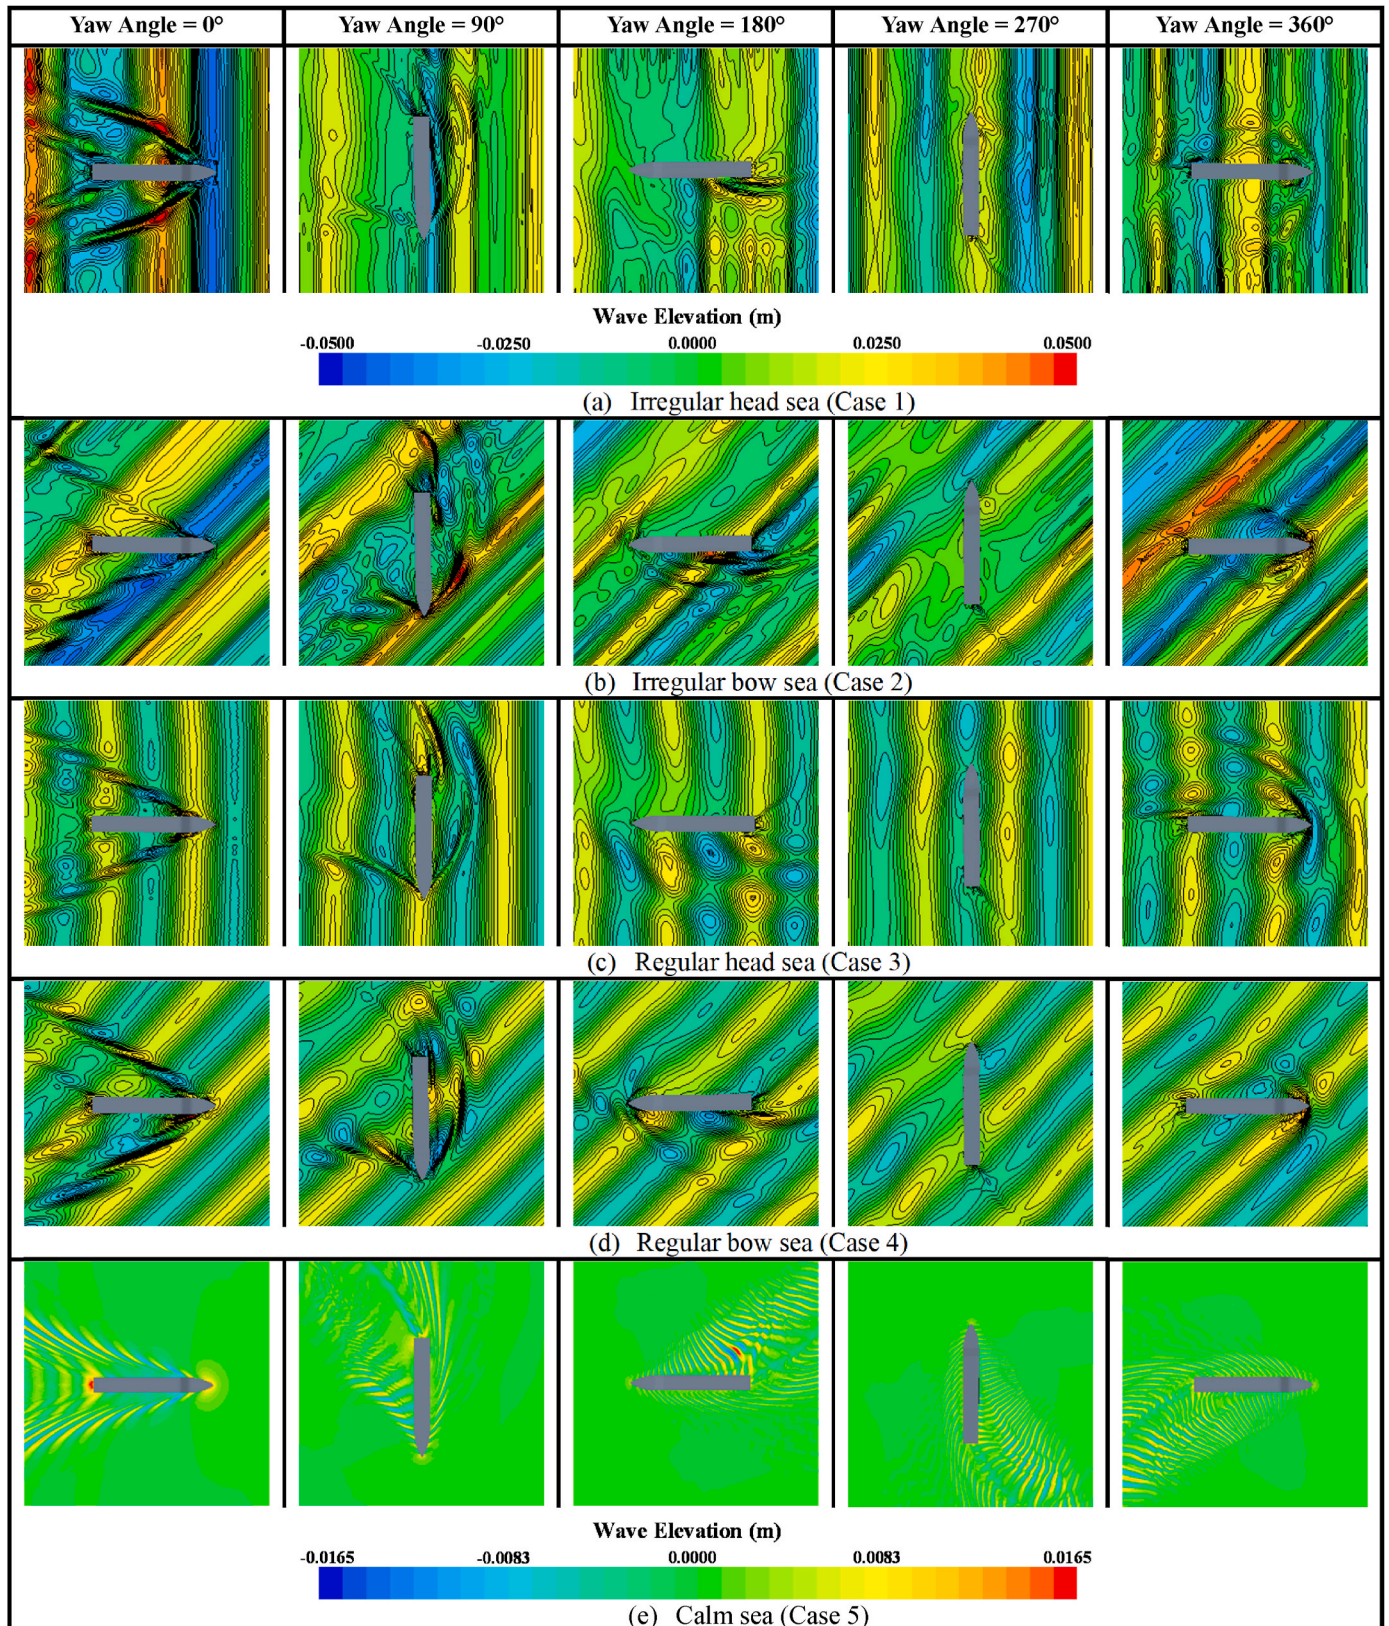 Yaw Angle = 0° Yaw Angle = 90° Yaw Angle = 180° Yaw Angle = 270° Yaw Angle = 360°
Wave Elevation (m)
-0.0500 -0.0250 0.0000 0.0250 0.0500
(a) Irregular head sea (Case 1)
(b) Irregular bow sea (Case 2)
(c) Regular head sea (Case 3)
(d) Regular bow sea (Case 4)
Wave Elevation (m)
-0.0165 -0.0083 0.0000 0.0083 0.0165
(e) Calm sea (Case 5)